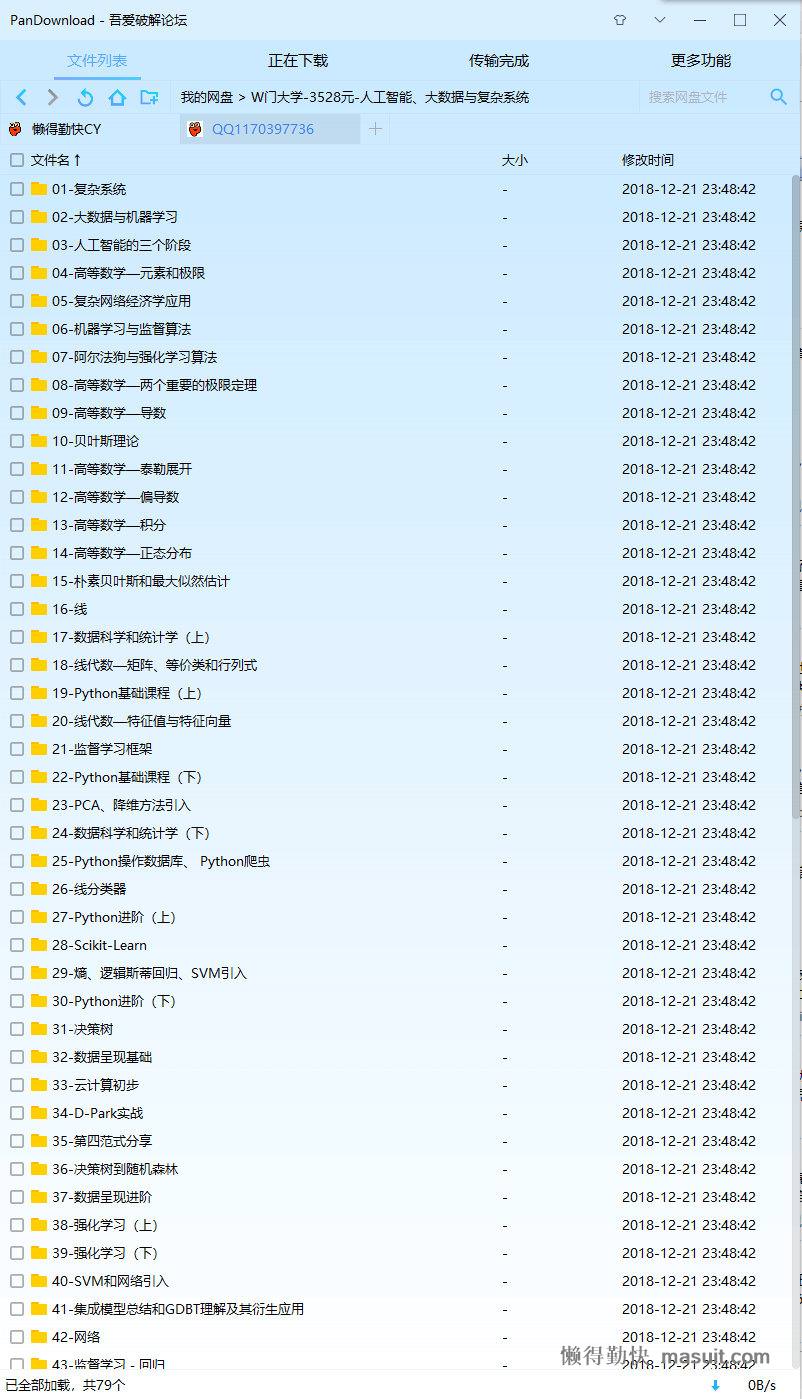 PanDownload - 吾爱破解论坛
文件列表 正在下载 传输完成 更多功能
我的网盘 > W门大学-3528元-人工智能、大数据与复杂系统 搜索网盘文件
懒得勤快CY QQ1170397736
文件名↑ 大小 修改时间
01-复杂系统 - 2018-12-21 23:48:42
02-大数据与机器学习 - 2018-12-21 23:48:42
03-人工智能的三个阶段 - 2018-12-21 23:48:42
04-高等数学—元素和极限 - 2018-12-21 23:48:42
05-复杂网络经济学应用 - 2018-12-21 23:48:42
06-机器学习与监督算法 - 2018-12-21 23:48:42
07-阿尔法狗与强化学习算法 - 2018-12-21 23:48:42
08-高等数学—两个重要的极限定理 - 2018-12-21 23:48:42
09-高等数学—导数 - 2018-12-21 23:48:42
10-贝叶斯理论 - 2018-12-21 23:48:42
11-高等数学—泰勒展开 - 2018-12-21 23:48:42
12-高等数学—偏导数 - 2018-12-21 23:48:42
13-高等数学—积分 - 2018-12-21 23:48:42
14-高等数学—正态分布 - 2018-12-21 23:48:42
15-朴素贝叶斯和最大似然估计 - 2018-12-21 23:48:42
16-线 - 2018-12-21 23:48:42
17-数据科学和统计学（上） - 2018-12-21 23:48:42
18-线代数—矩阵、等价类和行列式 - 2018-12-21 23:48:42
19-Python基础课程（上） - 2018-12-21 23:48:42
20-线代数—特征值与特征向量 - 2018-12-21 23:48:42
21-监督学习框架 - 2018-12-21 23:48:42
22-Python基础课程（下） - 2018-12-21 23:48:42
23-PCA、降维方法引入 - 2018-12-21 23:48:42
24-数据科学和统计学（下） - 2018-12-21 23:48:42
25-Python操作数据库、 Python爬虫 - 2018-12-21 23:48:42
26-线分类器 - 2018-12-21 23:48:42
27-Python进阶（上） - 2018-12-21 23:48:42
28-Scikit-Learn - 2018-12-21 23:48:42
29-熵、逻辑斯蒂回归、SVM引入 - 2018-12-21 23:48:42
30-Python进阶（下） - 2018-12-21 23:48:42
31-决策树 - 2018-12-21 23:48:42
32-数据呈现基础 - 2018-12-21 23:48:42
33-云计算初步 - 2018-12-21 23:48:42
34-D-Park实战 - 2018-12-21 23:48:42
35-第四范式分享 - 2018-12-21 23:48:42
36-决策树到随机森林 - 2018-12-21 23:48:42
37-数据呈现进阶 - 2018-12-21 23:48:42
38-强化学习（上） - 2018-12-21 23:48:42
39-强化学习（下） - 2018-12-21 23:48:42
40-SVM和网络引入 - 2018-12-21 23:48:42
41-集成模型总结和GDBT理解及其衍生应用 - 2018-12-21 23:48:42
42-网络 - 2018-12-21 23:48:42
43-监督学习 - 回归 - 2018-12-21 23:48:42
懒得勤快 masuit.com
已全部加载，共79个 0B/s